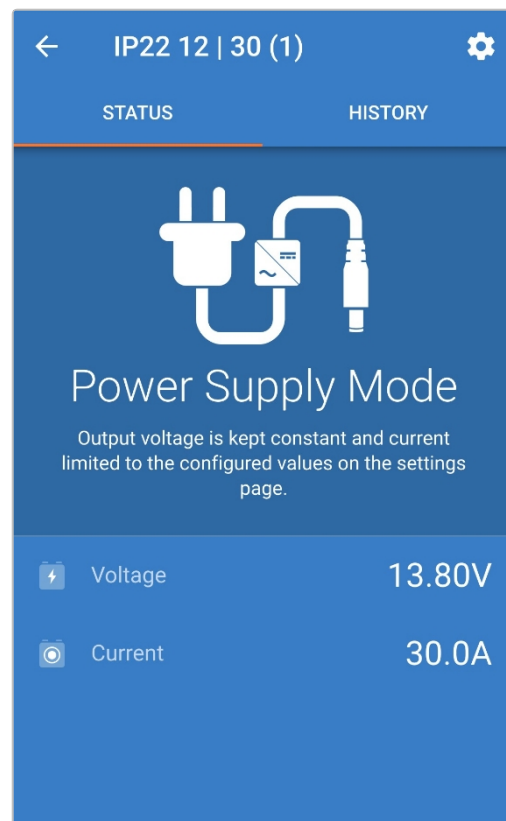 IP22 12 | 30 (1)
STATUS
HISTORY
Power Supply Mode
Output voltage is kept constant and current
limited to the configured values on the settings
page.
Voltage
13.80V
Current
30.0A